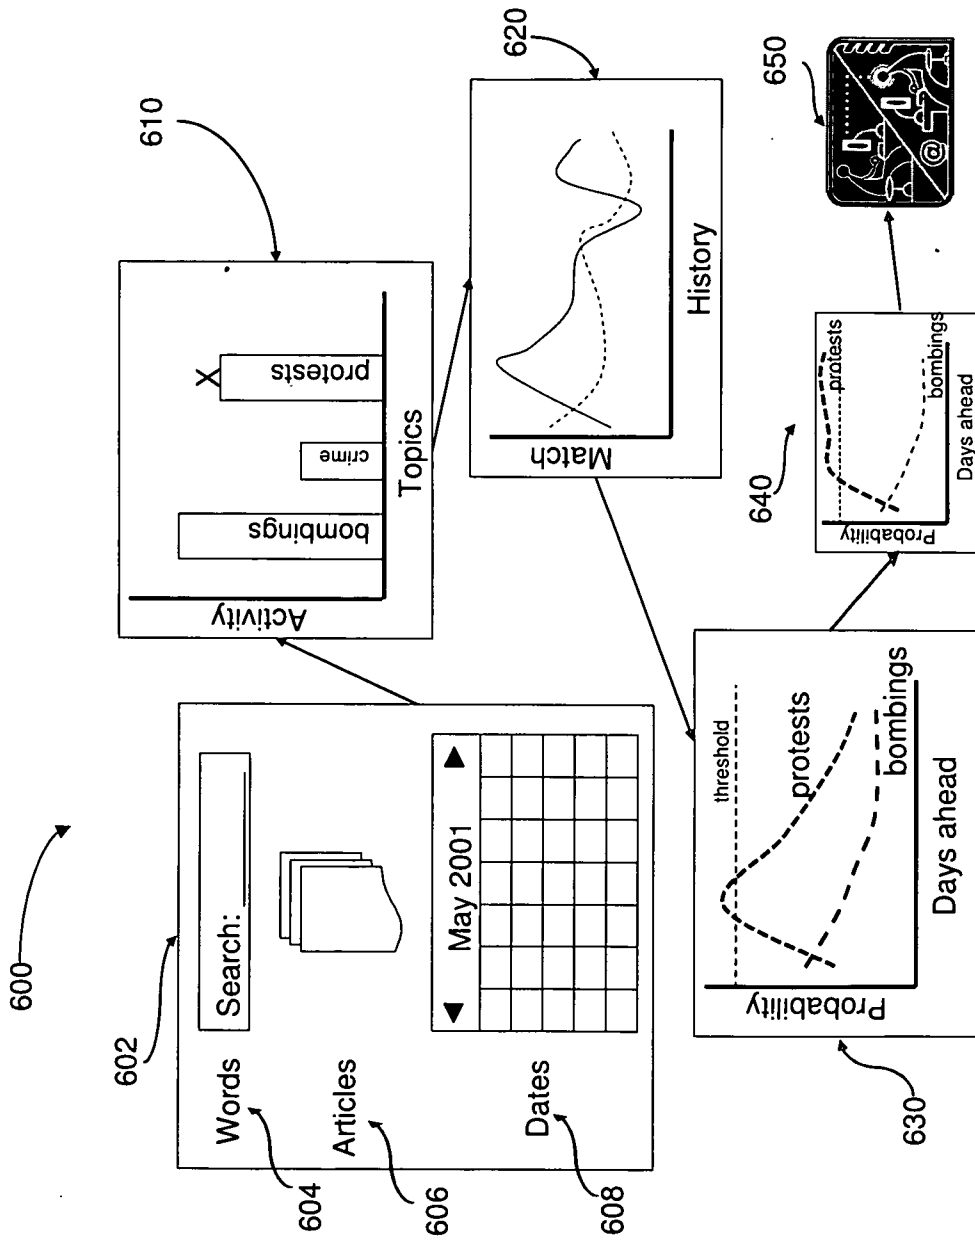 600
602
604
Words
Search:
606
Articles
608
Dates
May 2001
610
Activity
bombings
crime
protests
X
Topics
620
Match
History
630
Probability
threshold
protests
bombings
Days ahead
640
Probability
protests
bombings
Days ahead
650
@